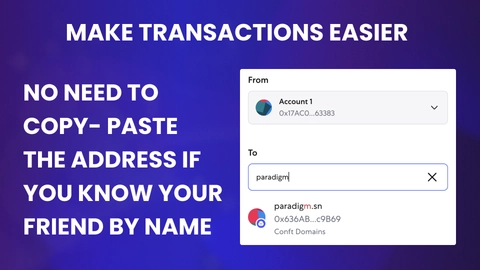 MAKE TRANSACTIONS EASIER
NO NEED TO
COPY- PASTE
THE ADDRESS IF
YOU KNOW YOUR
FRIEND BY NAME
From
Account 1
0x17AC0...63383
To
paradigm
paradigm.sn
0x636AB...c9B69
Conft Domains